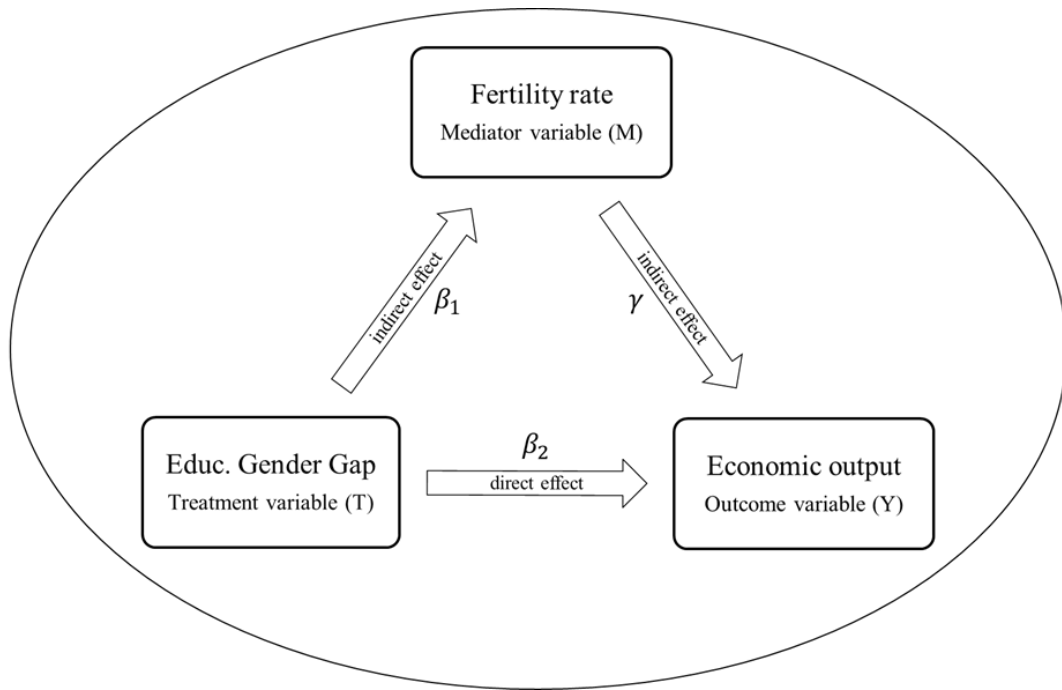 Fertility rate
Mediator variable (M)
indirect effect
β₁
indirect effect
γ
Educ. Gender Gap
Treatment variable (T)
β₂
direct effect
Economic output
Outcome variable (Y)